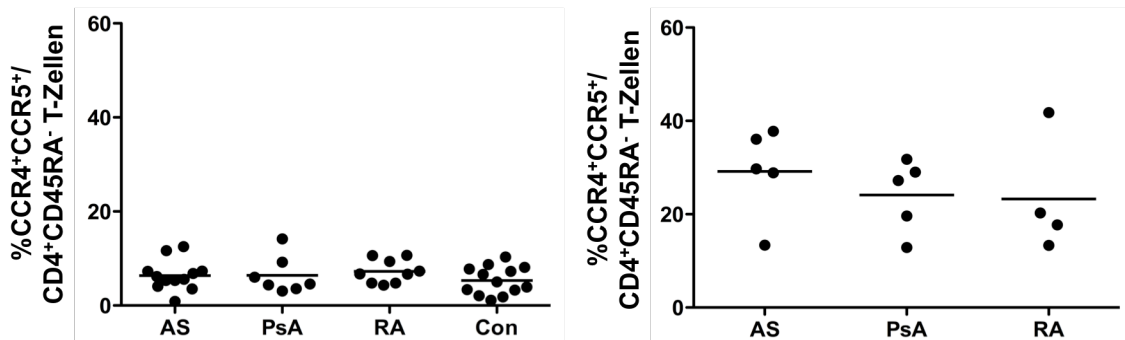 %CCR4⁺CCR5⁺/
CD4⁺CD45RA⁻ T-Zellen
60
40
20
0
AS PsA RA Con
%CCR4⁺CCR5⁺/
CD4⁺CD45RA⁻ T-Zellen
60
40
20
0
AS PsA RA